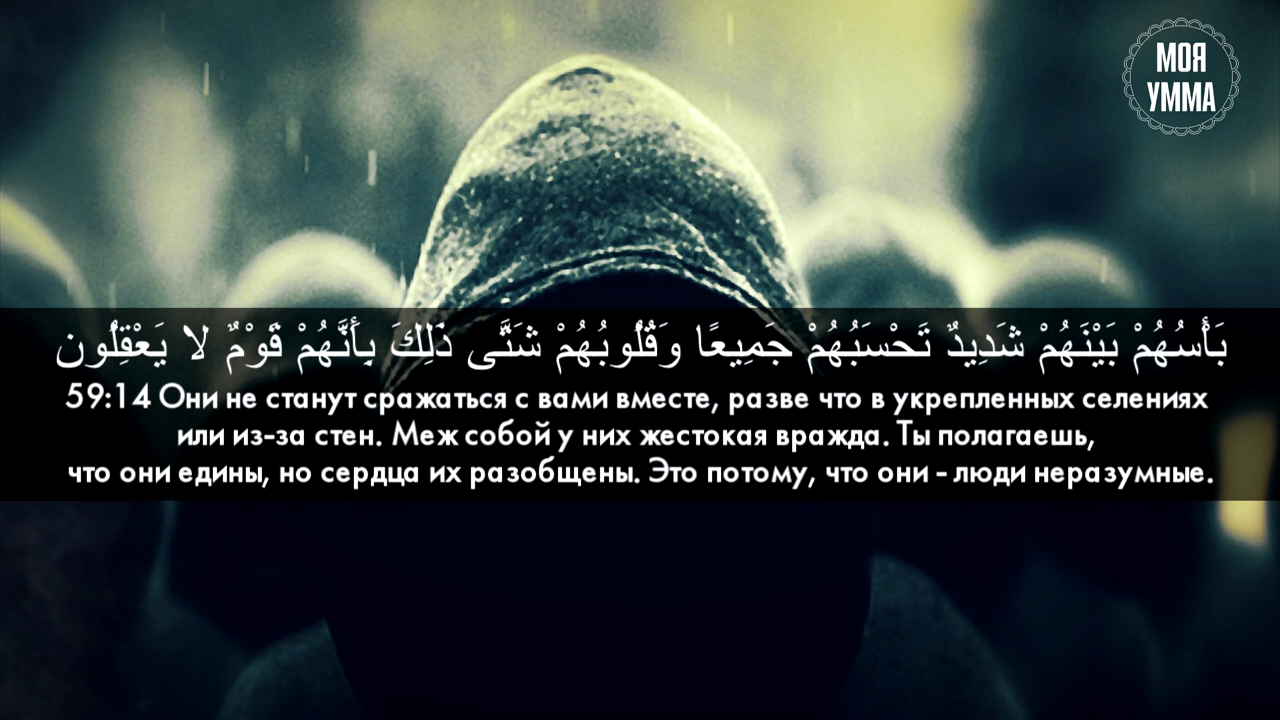 МОЯ
УММА
بَأْسُهُمْ بَيْنَهُمْ شَدِيدٌ تَحْسَبُهُمْ جَمِيعًا وَقُلُوبُهُمْ شَتَّى ذَلِكَ بِأَنَّهُمْ قَوْمٌ لا يَعْقِلُون
59:14 Они не станут сражаться с вами вместе, разве что в укрепленных селениях
или из-за стен. Меж собой у них жестокая вражда. Ты полагаешь,
что они едины, но сердца их разобщены. Это потому, что они - люди неразумные.